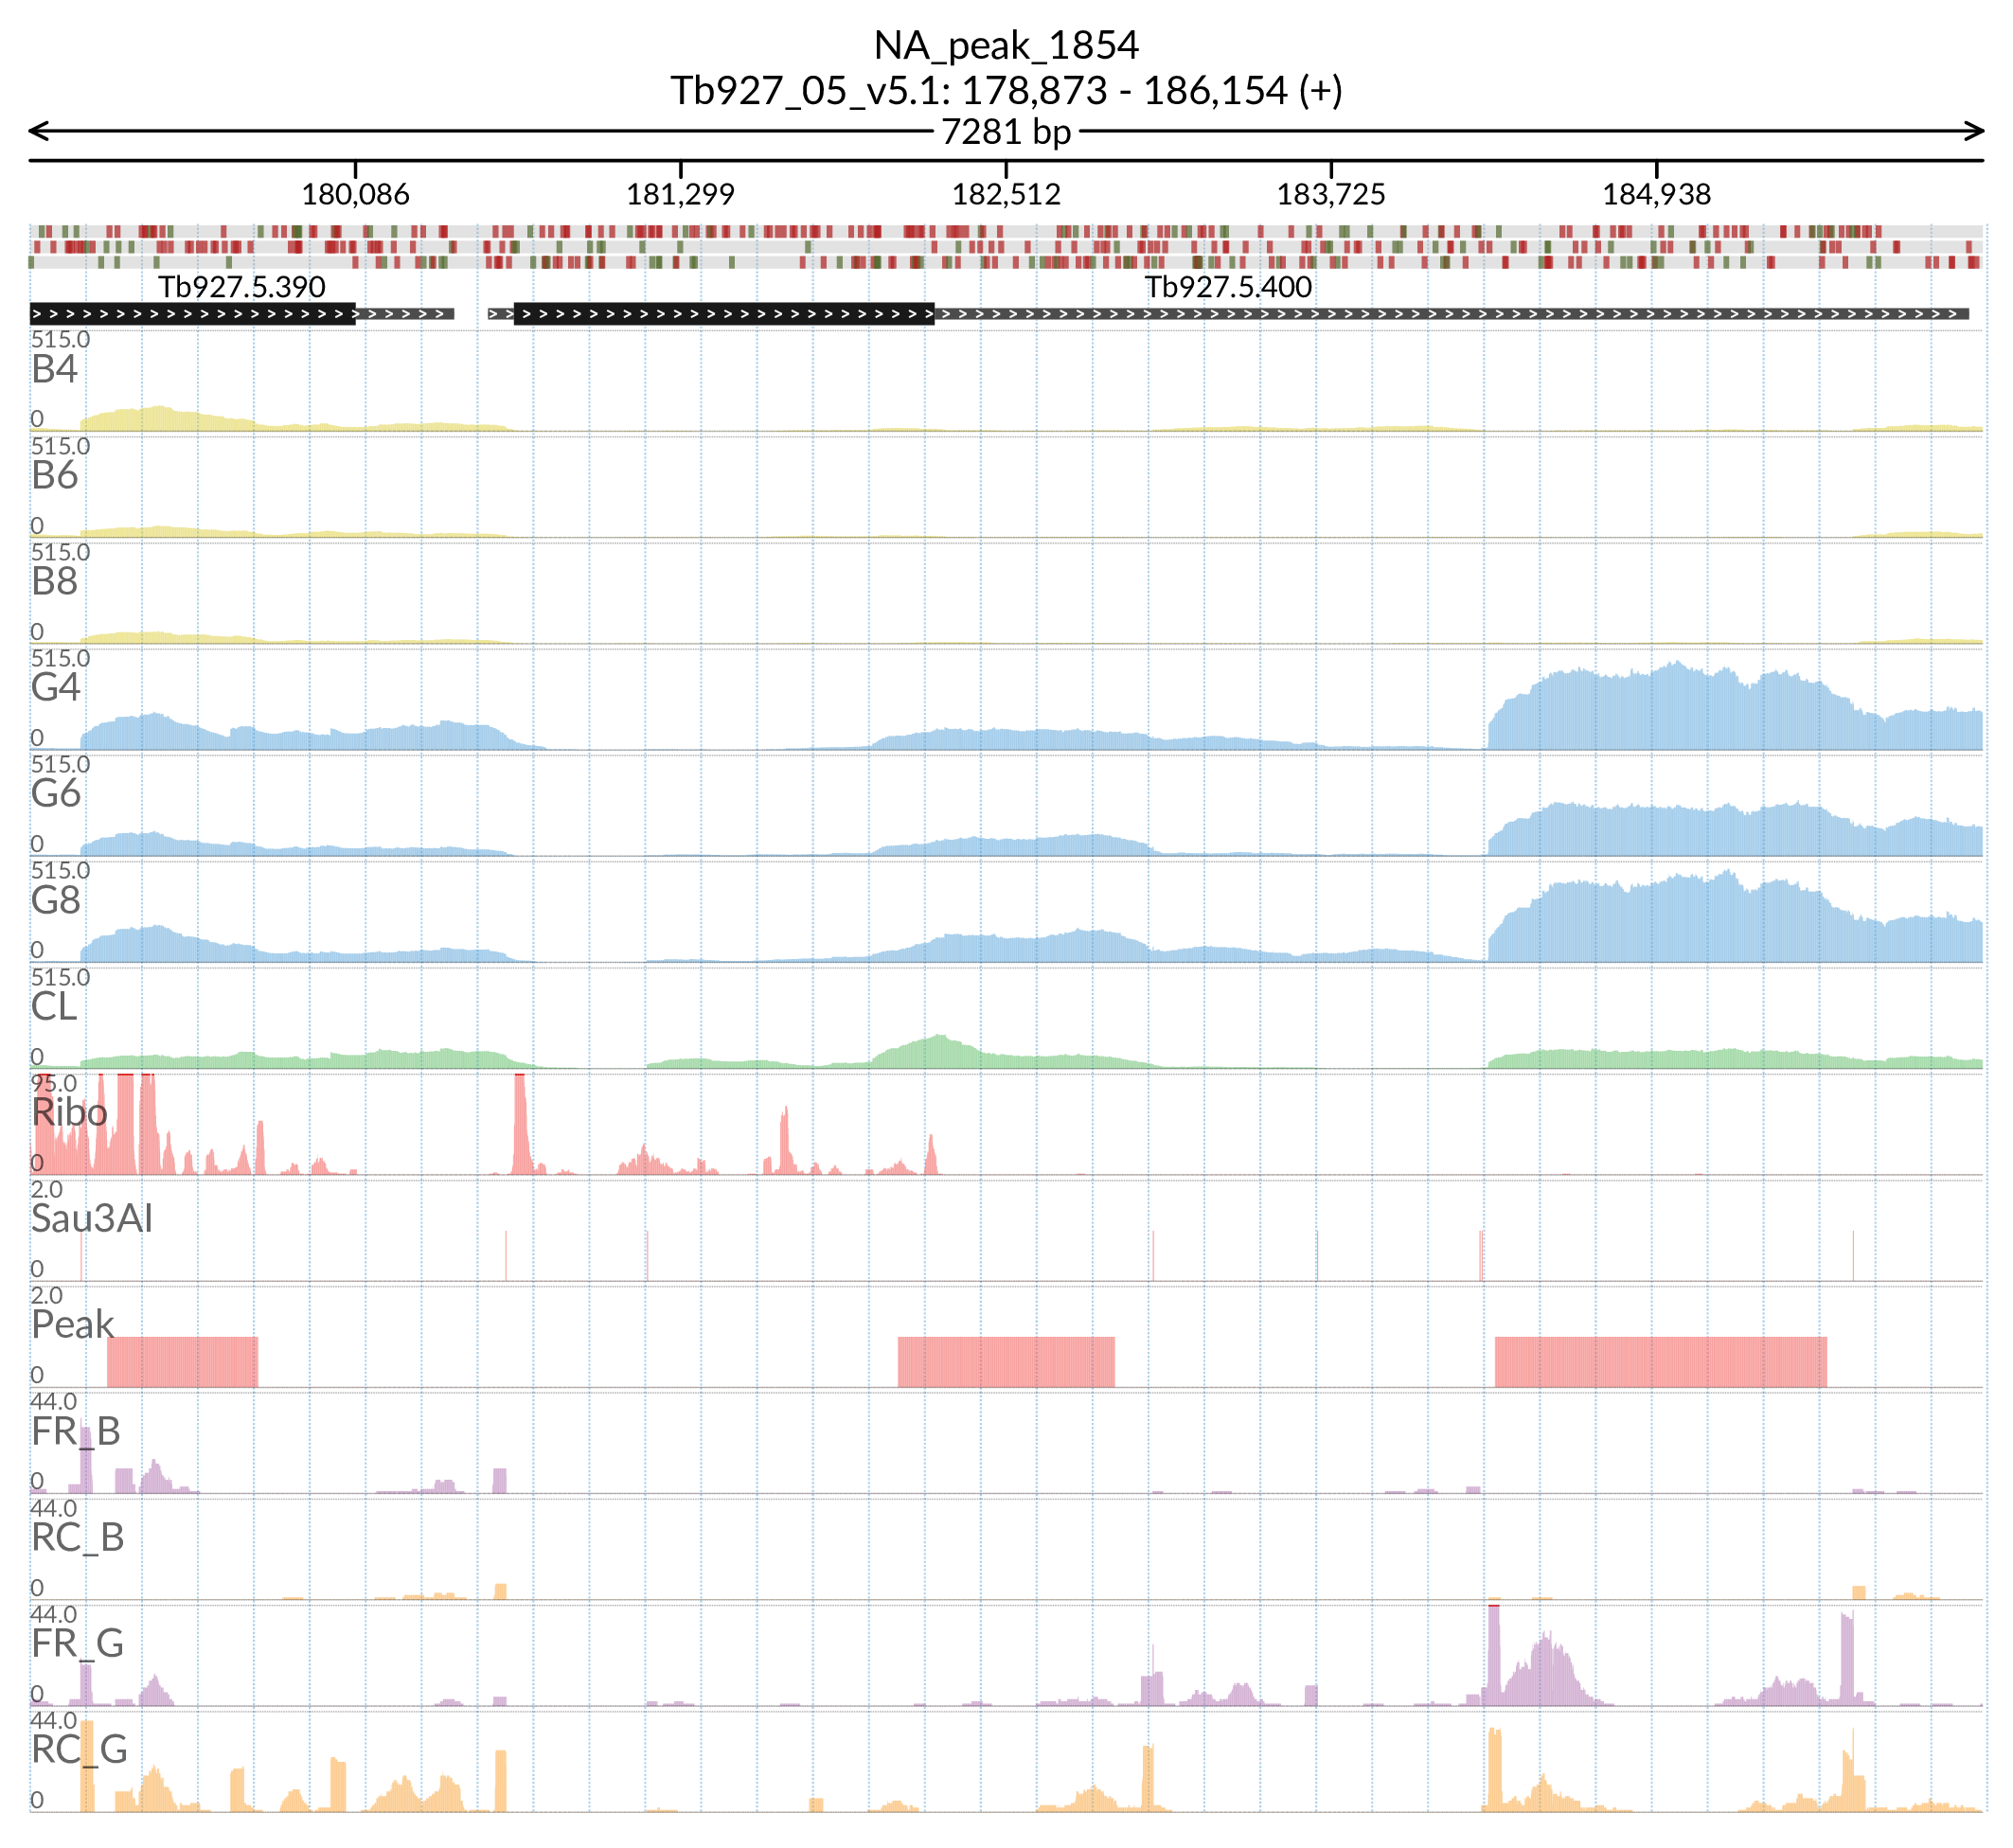 NA_peak_1854
Tb927_05_v5.1: 178,873 - 186,154 (+)
7281 bp
180,086 181,299 182,512 183,725 184,938
Tb927.5.390 Tb927.5.400
515.0
B4
0
515.0
B6
0
515.0
B8
0
515.0
G4
0
515.0
G6
0
515.0
G8
0
515.0
CL
0
95.0
Ribo
0
2.0
Sau3AI
0
2.0
Peak
0
44.0
FR_B
0
44.0
RC_B
0
44.0
FR_G
0
44.0
RC_G
0